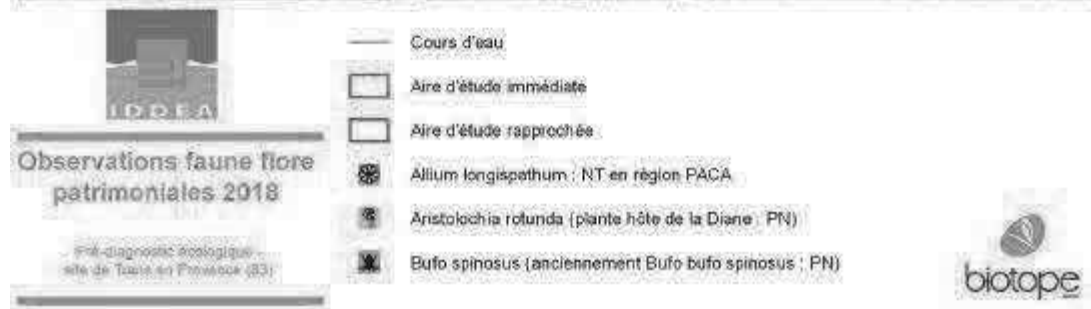 IDDEA
Observations faune flore
patrimoniales 2018
Pré-diagnostic écologique -
site de Trans en Provence (83)
Cours d'eau
Aire d'étude immédiate
Aire d'étude rapprochée
Allium longispathum : NT en région PACA
Aristolochia rotunda (plante hôte de la Diane : PN)
Bufo spinosus (anciennement Bufo bufo spinosus : PN)
biotope